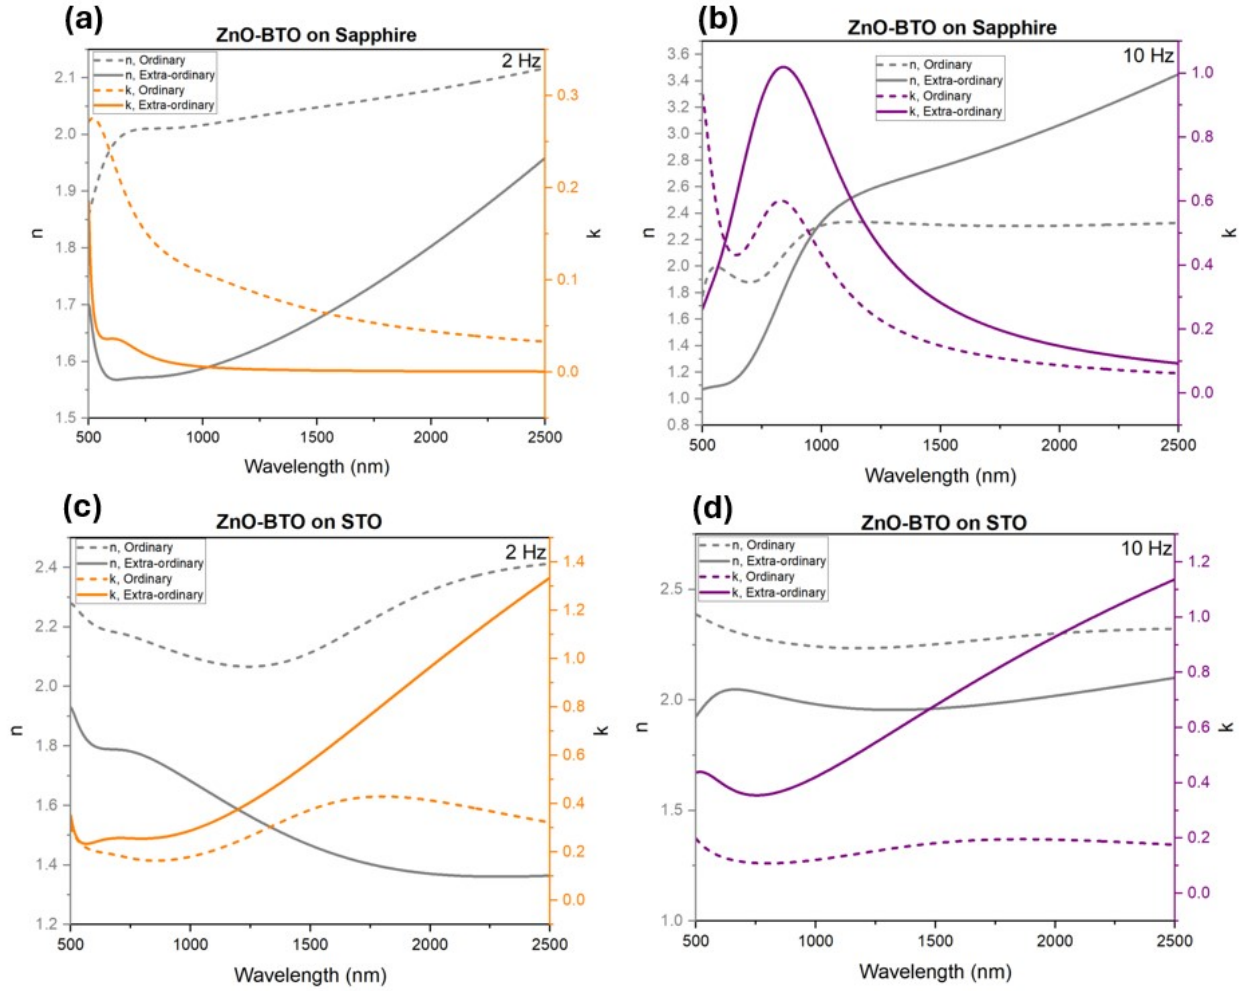 (a)
ZnO-BTO on Sapphire
2 Hz
n, Ordinary
n, Extra-ordinary
k, Ordinary
k, Extra-ordinary
2.1
2.0
1.9
1.8
1.7
1.6
1.5
n
0.3
0.2
0.1
0.0
k
500 1000 1500 2000 2500
Wavelength (nm)
(b)
ZnO-BTO on Sapphire
10 Hz
n, Ordinary
n, Extra-ordinary
k, Ordinary
k, Extra-ordinary
3.6
3.4
3.2
3.0
2.8
2.6
2.4
2.2
2.0
1.8
1.6
1.4
1.2
1.0
0.8
n
1.0
0.8
0.6
0.4
0.2
0.0
k
500 1000 1500 2000 2500
Wavelength (nm)
(c)
ZnO-BTO on STO
2 Hz
n, Ordinary
n, Extra-ordinary
k, Ordinary
k, Extra-ordinary
2.4
2.2
2.0
1.8
1.6
1.4
1.2
n
1.4
1.2
1.0
0.8
0.6
0.4
0.2
0.0
k
500 1000 1500 2000 2500
Wavelength (nm)
(d)
ZnO-BTO on STO
10 Hz
n, Ordinary
n, Extra-ordinary
k, Ordinary
k, Extra-ordinary
2.5
2.0
1.5
1.0
n
1.2
1.0
0.8
0.6
0.4
0.2
0.0
k
500 1000 1500 2000 2500
Wavelength (nm)